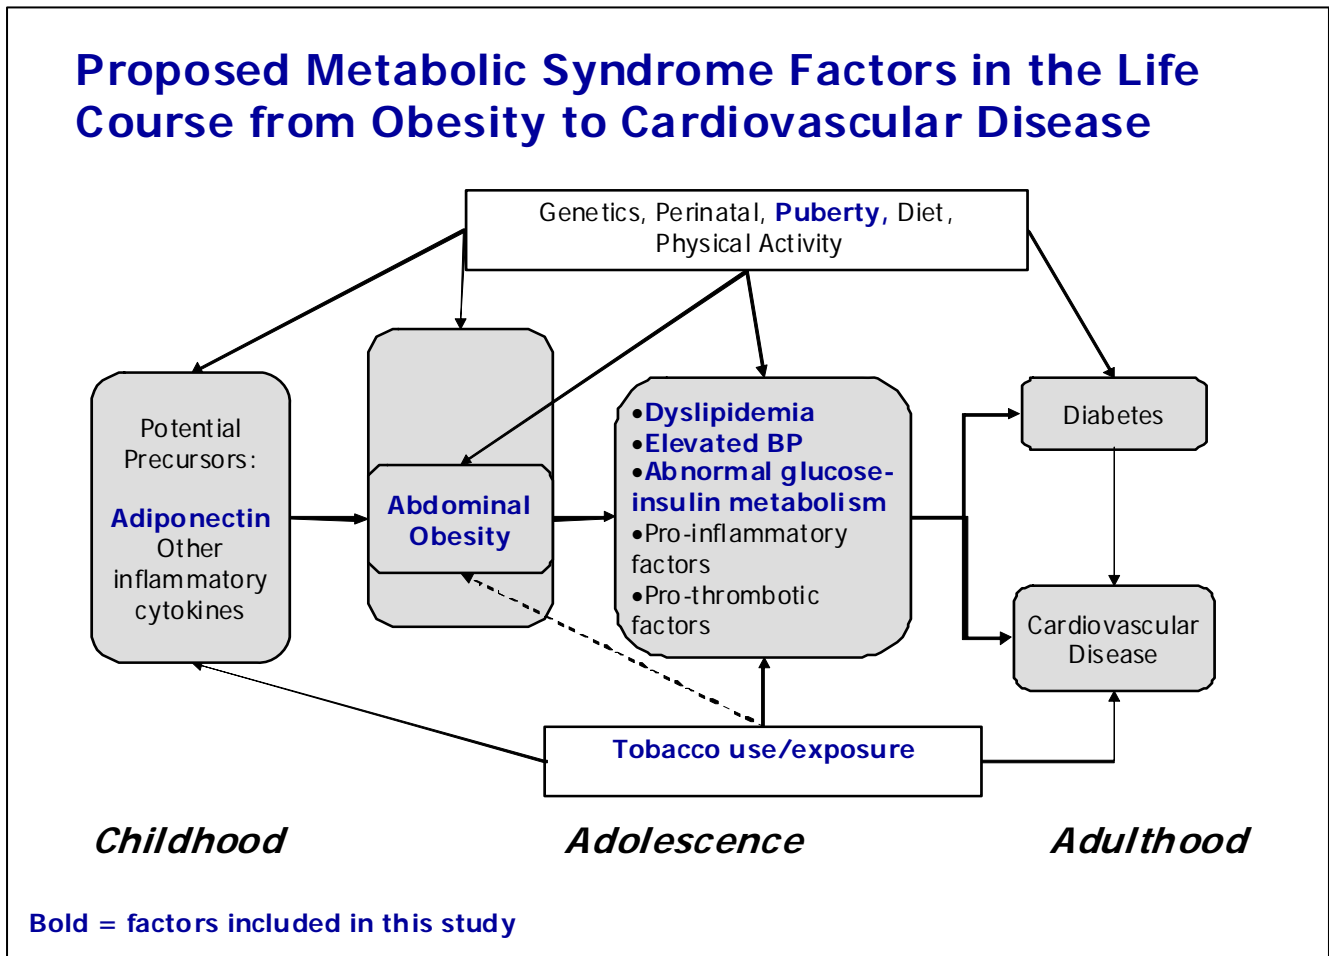 Proposed Metabolic Syndrome Factors in the Life
Course from Obesity to Cardiovascular Disease
Genetics, Perinatal, Puberty, Diet,
Physical Activity
Potential
Precursors:
Adiponectin
Other
inflammatory
cytokines
Abdominal
Obesity
•Dyslipidemia
•Elevated BP
•Abnormal glucose-
insulin metabolism
•Pro-inflammatory
factors
•Pro-thrombotic
factors
Diabetes
Cardiovascular
Disease
Tobacco use/exposure
Childhood
Adolescence
Adulthood
Bold = factors included in this study